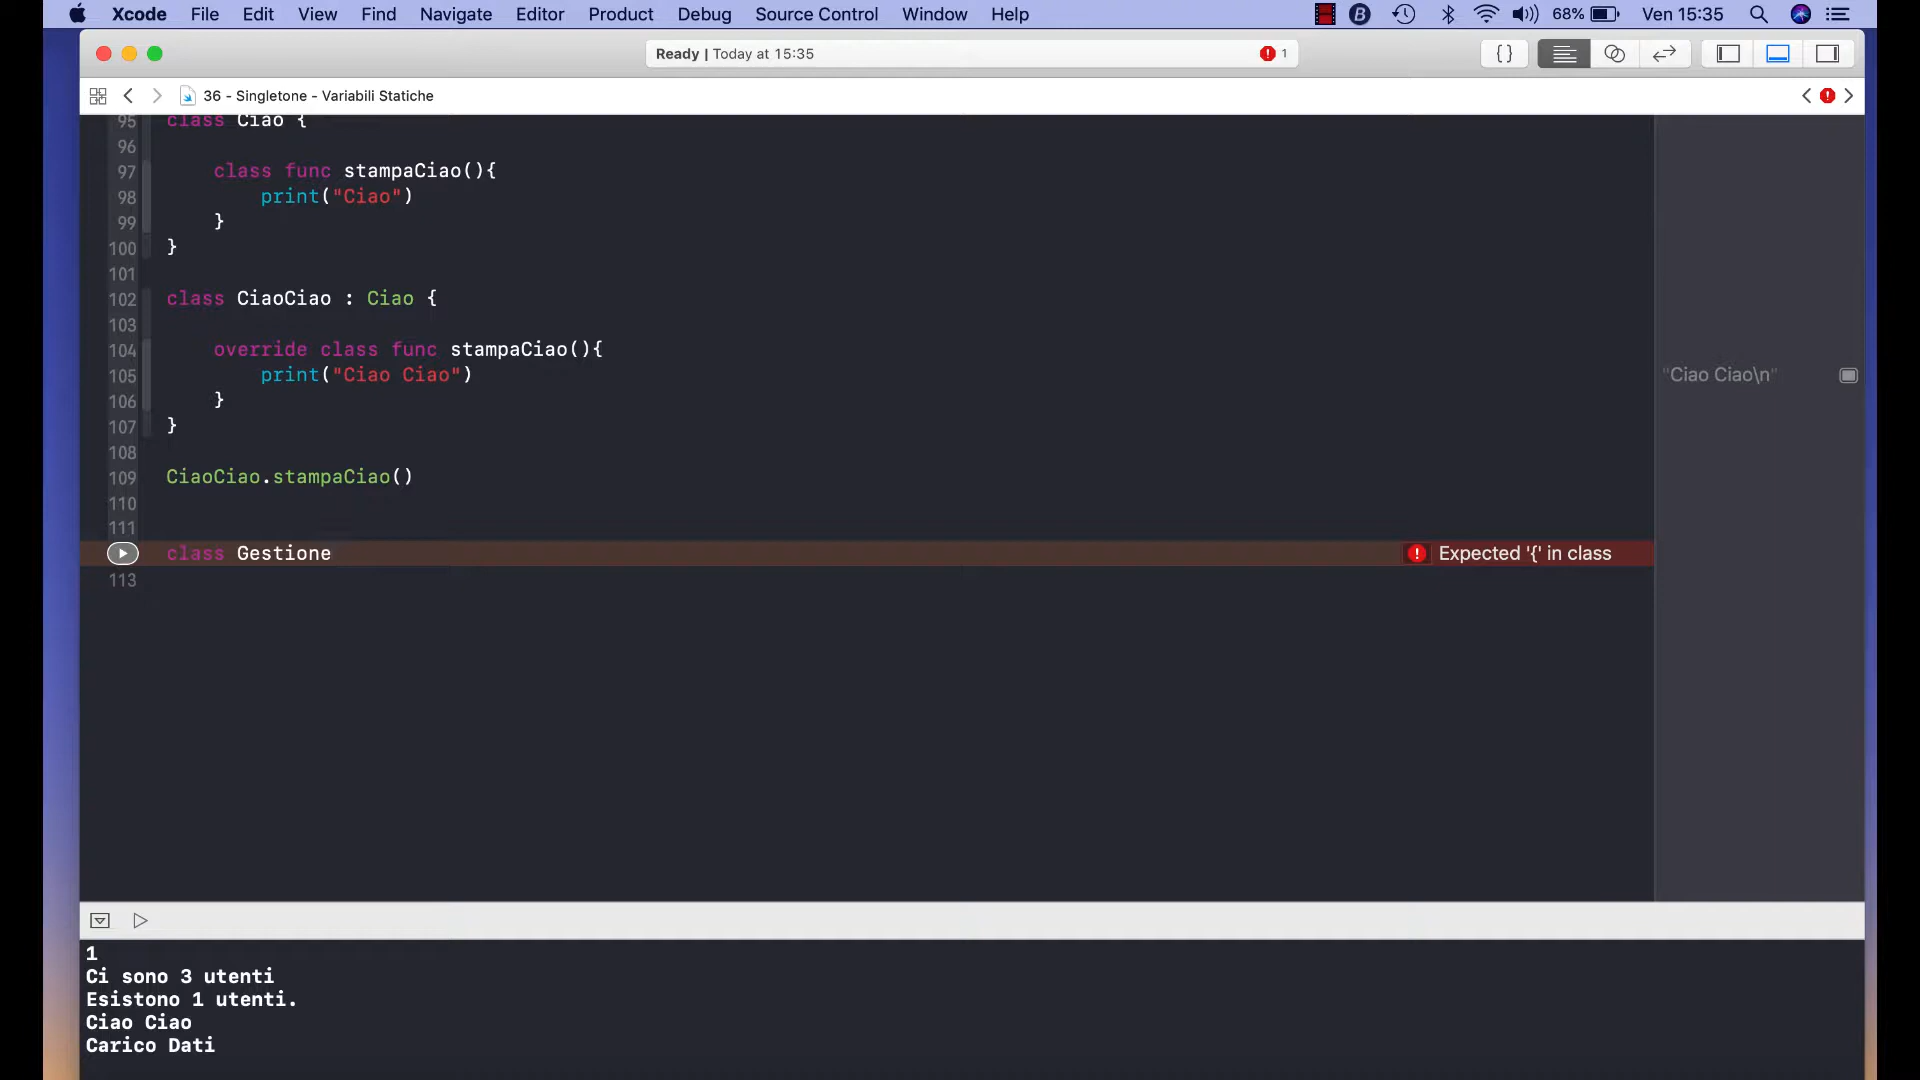 Xcode File Edit View Find Navigate Editor Product Debug Source Control Window Help 68% Ven 15:35
Ready | Today at 15:35 1
36 - Singletone - Variabili Statiche
95 class Ciao {
96
97 class func stampaCiao(){
98 print("Ciao")
99 }
100 }
101
102 class CiaoCiao : Ciao {
103
104 override class func stampaCiao(){
105 print("Ciao Ciao") "Ciao Ciao\n"
106 }
107 }
108
109 CiaoCiao.stampaCiao()
110
111
class Gestione Expected '{' in class
113
1
Ci sono 3 utenti
Esistono 1 utenti.
Ciao Ciao
Carico Dati